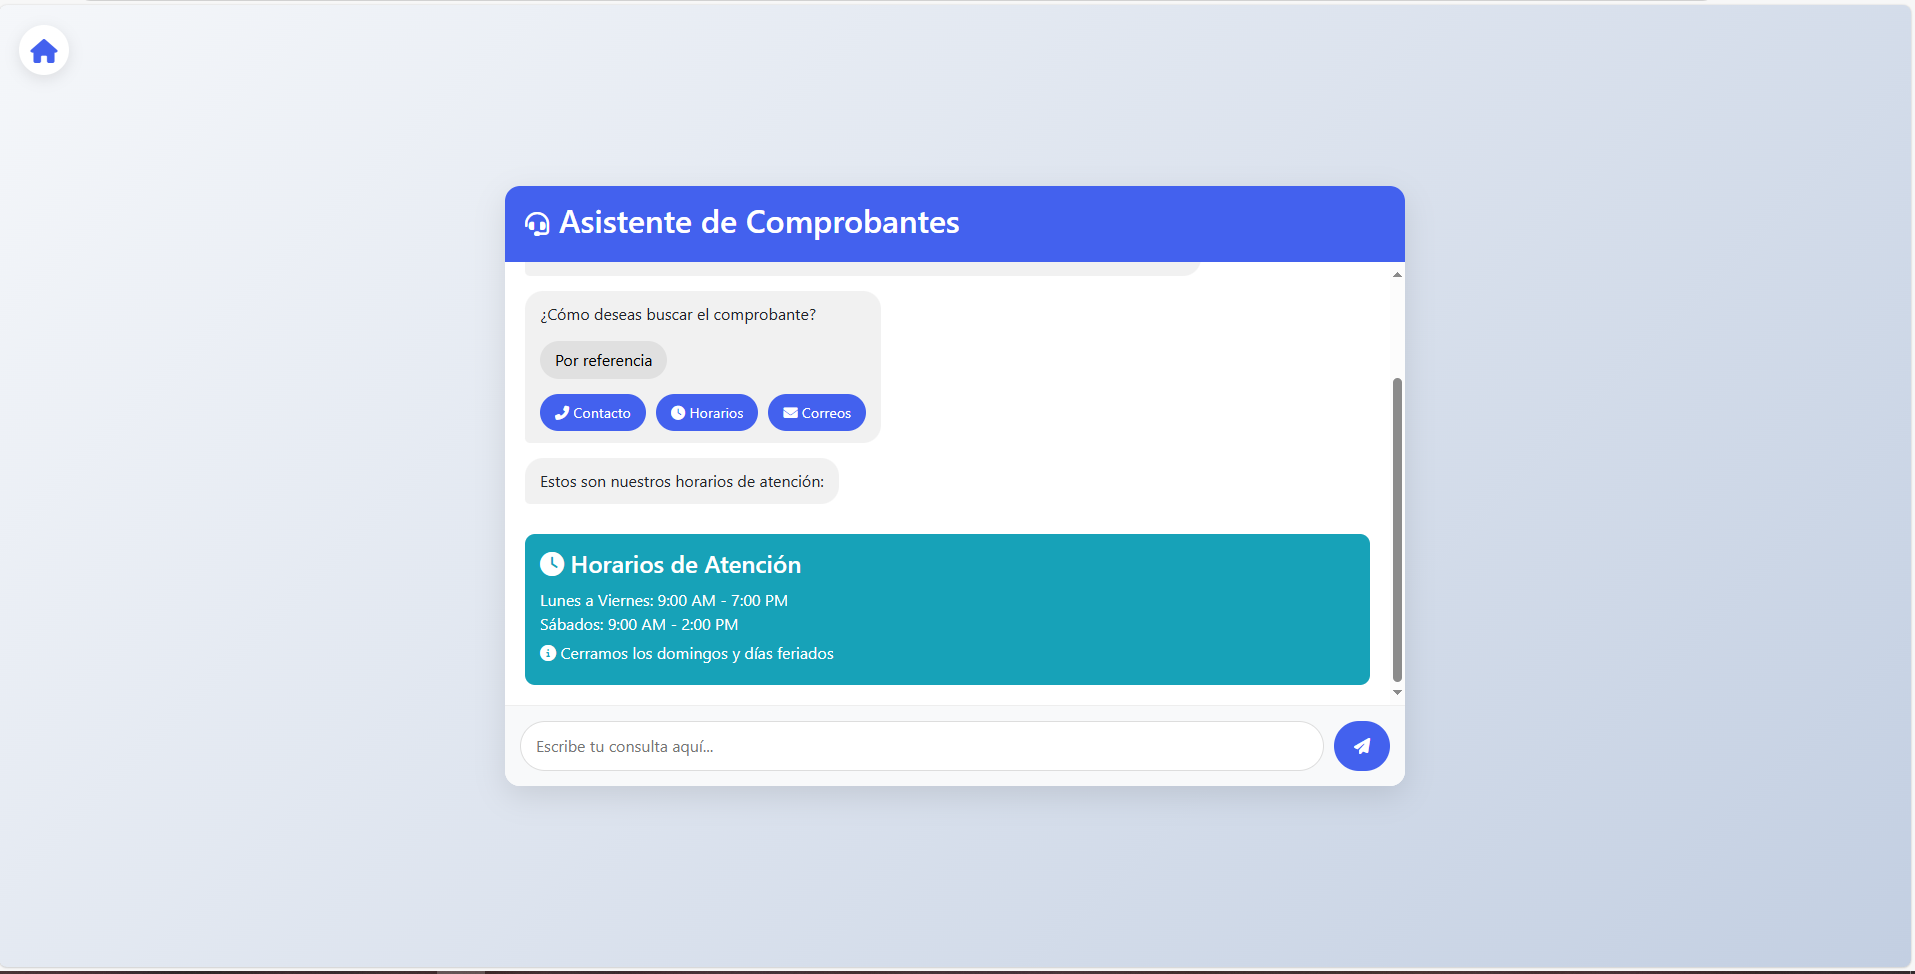 Asistente de Comprobantes
¿Cómo deseas buscar el comprobante?
Por referencia
Contacto Horarios Correos
Estos son nuestros horarios de atención:
Horarios de Atención
Lunes a Viernes: 9:00 AM - 7:00 PM
Sábados: 9:00 AM - 2:00 PM
Cerramos los domingos y días feriados
Escribe tu consulta aquí...